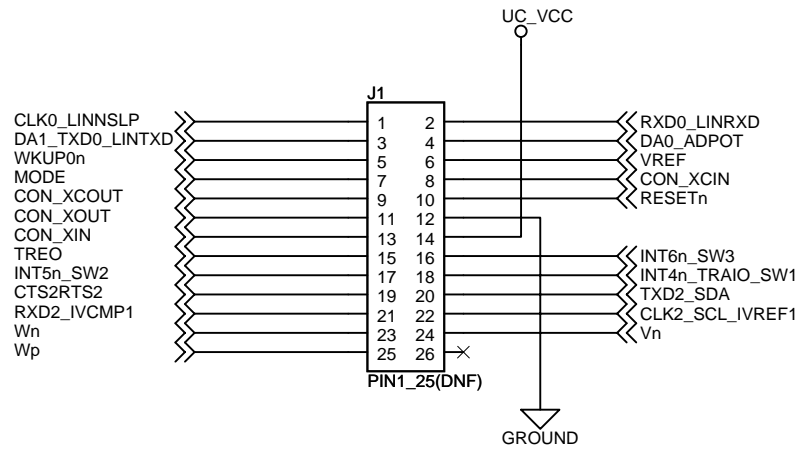 UC_VCC
J1
CLK0_LINNSLP 1 2 RXD0_LINRXD
DA1_TXD0_LINTXD 3 4 DA0_ADPOT
WKUP0n 5 6 VREF
MODE 7 8 CON_XCIN
CON_XCOUT 9 10 RESETn
CON_XOUT 11 12
CON_XIN 13 14
TREO 15 16 INT6n_SW3
INT5n_SW2 17 18 INT4n_TRAIO_SW1
CTS2RTS2 19 20 TXD2_SDA
RXD2_IVCMP1 21 22 CLK2_SCL_IVREF1
Wn 23 24 Vn
Wp 25 26
PIN1_25(DNF)
GROUND